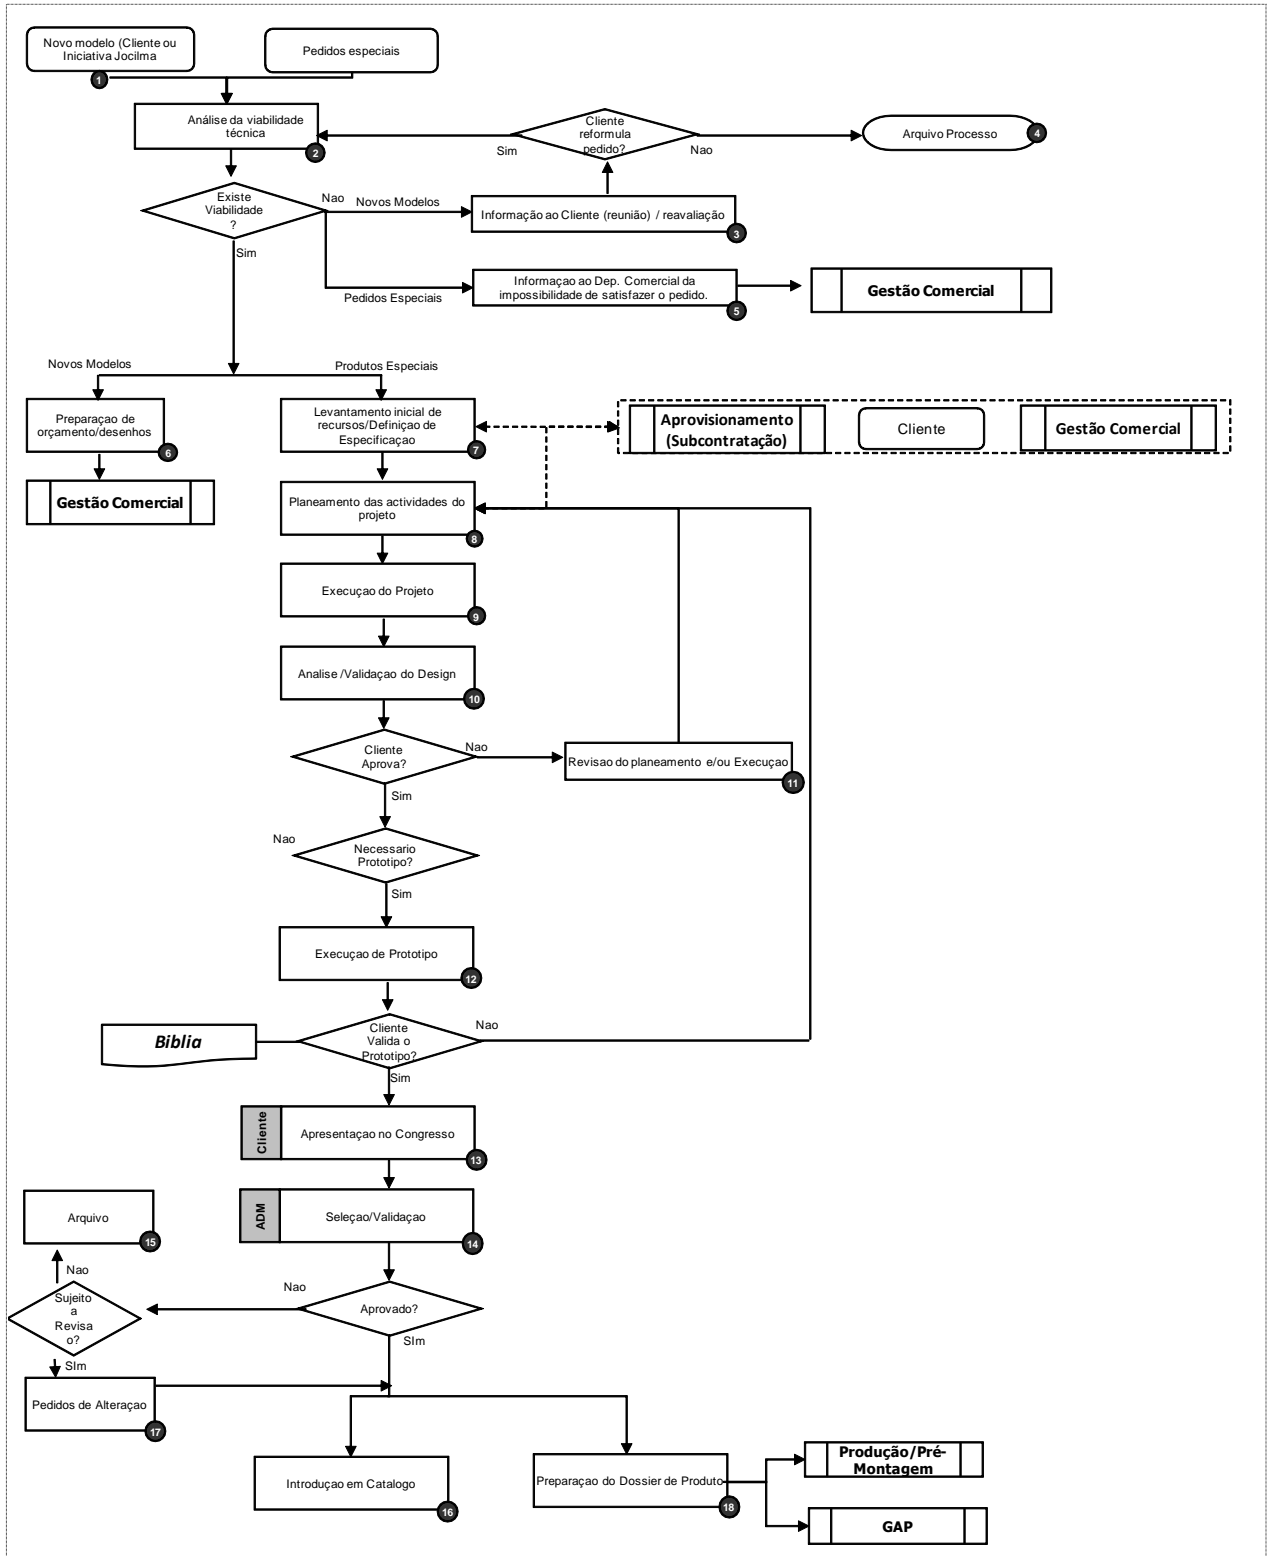 Novo modelo (Cliente ou
Iniciativa Jocilma
1
Pedidos especiais
Análise da viabilidade
técnica
2
Cliente
reformula
pedido?
Sim
Nao
Arquivo Processo
4
Existe
Viabilidade
?
Nao
Novos Modelos
Informação ao Cliente (reunião) / reavaliação
3
Sim
Pedidos Especiais
Informaçao ao Dep. Comercial da
impossibilidade de satisfazer o pedido.
5
Gestão Comercial
Novos Modelos
Produtos Especiais
Preparaçao de
orçamento/desenhos
6
Gestão Comercial
Levantamento inicial de
recursos/Definiçao de
Especificaçao
7
Aprovisionamento
(Subcontratação)
Cliente
Gestão Comercial
Planeamento das actividades do
projeto
8
Execuçao do Projeto
9
Analise /Validaçao do Design
10
Cliente
Aprova?
Nao
Revisao do planeamento e/ou Execuçao
11
Sim
Nao
Necessario
Prototipo?
Sim
Execuçao de Prototipo
12
Biblia
Cliente
Valida o
Prototipo?
Nao
Sim
Cliente
Apresentaçao no Congresso
13
ADM
Seleçao/Validaçao
14
Arquivo
15
Nao
Sujeito
a
Revisa
o?
Nao
Aprovado?
SIm
SIm
Pedidos de Alteraçao
17
Introduçao em Catalogo
16
Preparaçao do Dossier de Produto
18
Produção/Pré-
Montagem
GAP